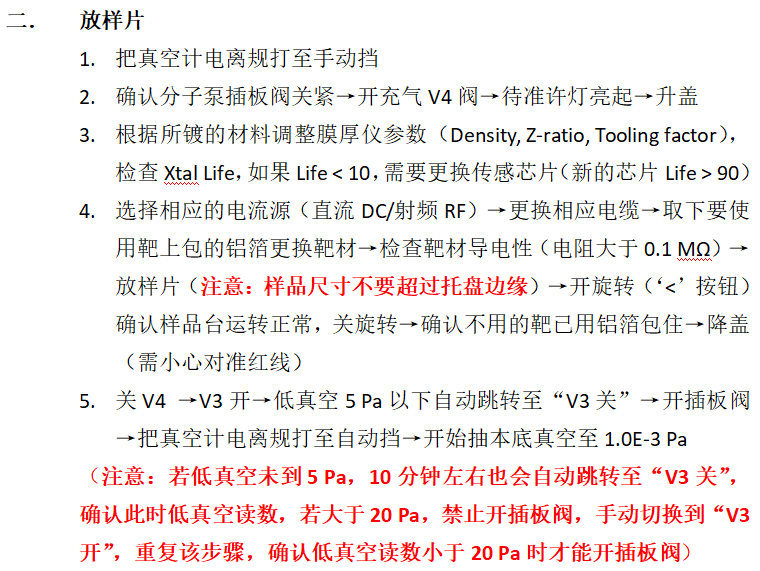 二． 放样片
1. 把真空计电离规打至手动挡
2. 确认分子泵插板阀关紧→开充气 V4 阀→待准许灯亮起→升盖
3. 根据所镀的材料调整膜厚仪参数（Density, Z-ratio, Tooling factor），
检查 Xtal Life，如果 Life < 10，需要更换传感芯片（新的芯片 Life > 90）
4. 选择相应的电流源（直流 DC/射频 RF）→更换相应电缆→取下要使
用靶上包的铝箔更换靶材→检查靶材导电性（电阻大于 0.1 MΩ）→
放样片（注意：样品尺寸不要超过托盘边缘）→开旋转（‘<’ 按钮）
确认样品台运转正常，关旋转→确认不用的靶已用铝箔包住→降盖
（需小心对准红线）
5. 关 V4 →V3 开→低真空 5 Pa 以下自动跳转至“V3 关”→开插板阀
→把真空计电离规打至自动挡→开始抽本底真空至 1.0E-3 Pa
（注意：若低真空未到 5 Pa，10 分钟左右也会自动跳转至“V3 关”，
确认此时低真空读数，若大于 20 Pa，禁止开插板阀，手动切换到“V3
开”，重复该步骤，确认低真空读数小于 20 Pa 时才能开插板阀）